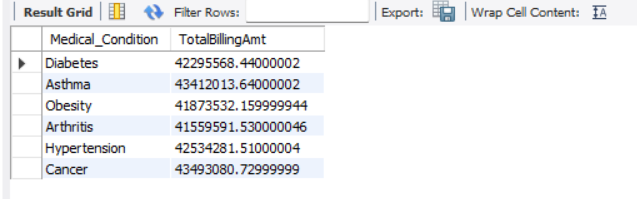 Result Grid Filter Rows: Export: Wrap Cell Content: IA
Medical_Condition TotalBillingAmt
Diabetes 42295568.44000002
Asthma 43412013.64000002
Obesity 41873532.159999944
Arthritis 41559591.530000046
Hypertension 42534281.51000004
Cancer 43493080.72999999